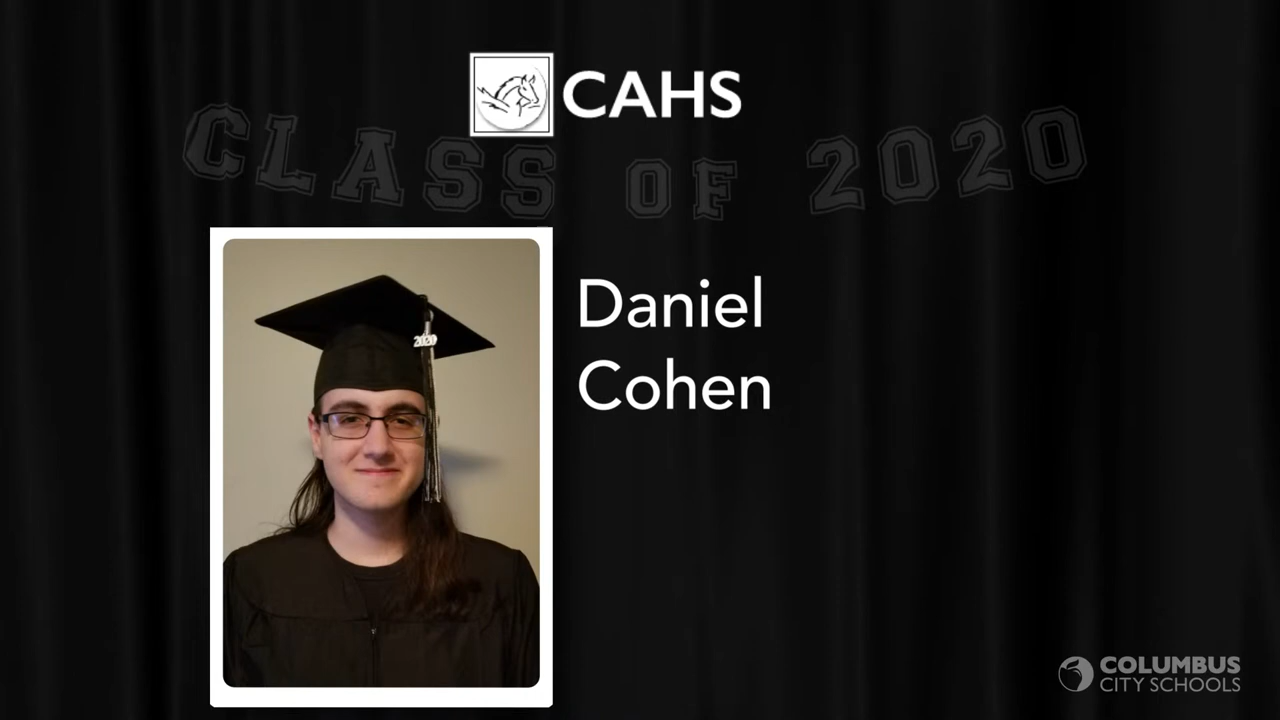 CAHS
CLASS OF 2020
2020
Daniel
Cohen
COLUMBUS
CITY SCHOOLS